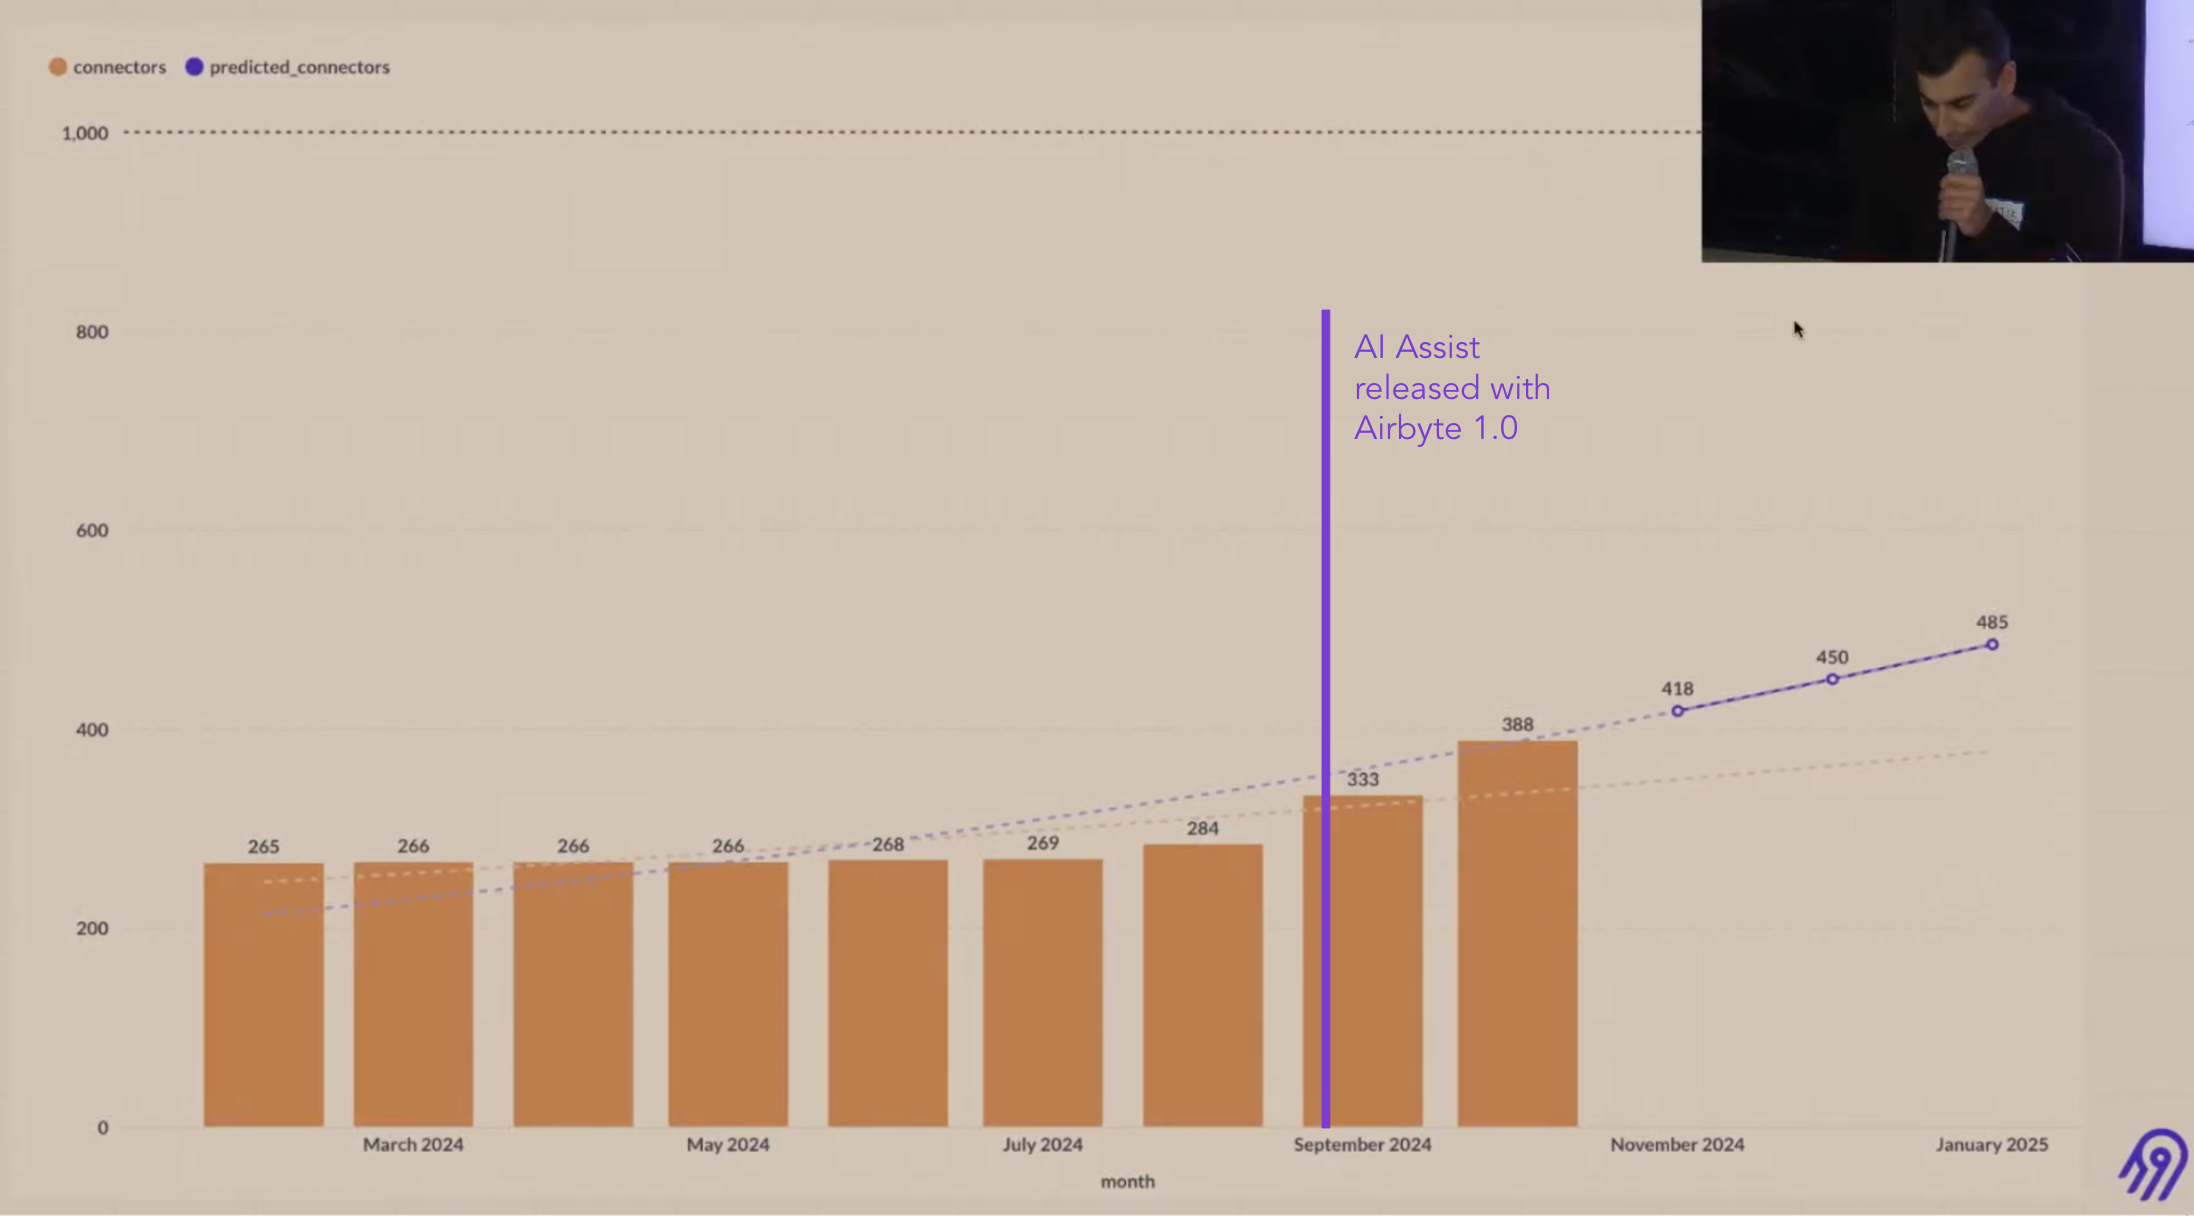 connectors predicted_connectors
1,000
800
AI Assist
released with
Airbyte 1.0
600
485
450
418
400
388
333
284
265 266 266 266 268 269
200
0
March 2024 May 2024 July 2024 September 2024 November 2024 January 2025
month